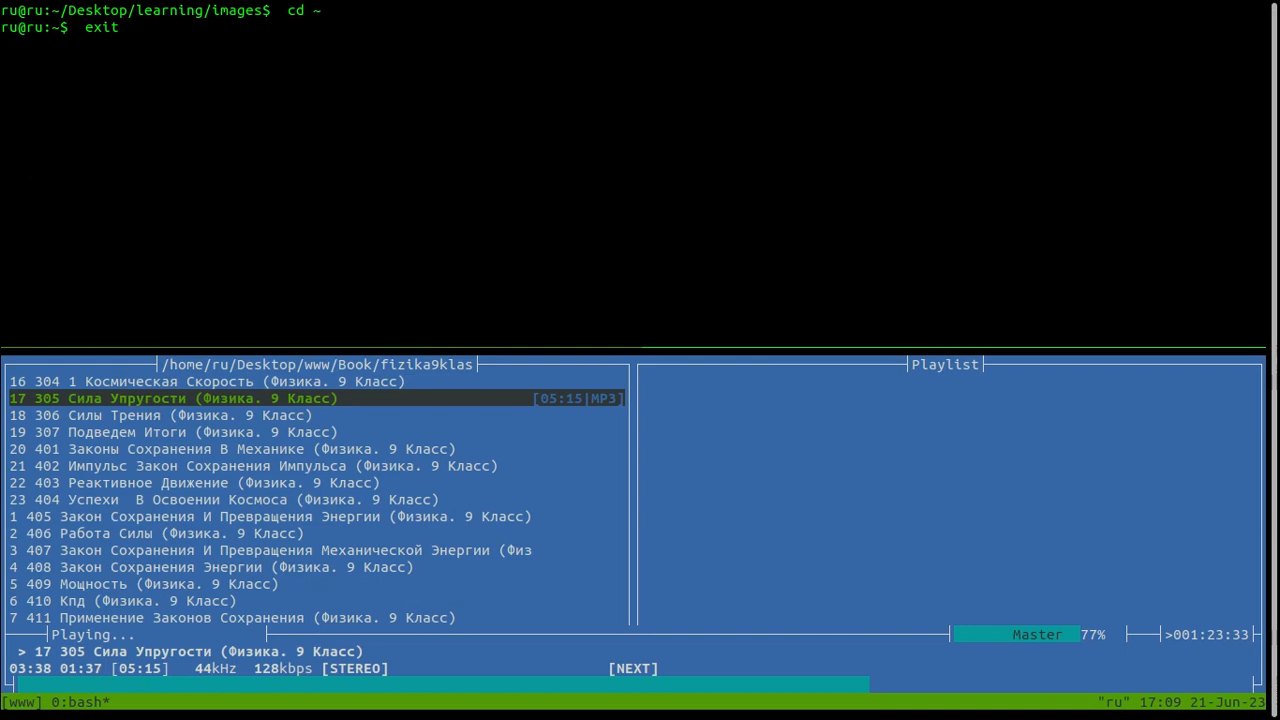 ru@ru:~/Desktop/learning/images$  cd ~
ru@ru:~$  exit
/home/ru/Desktop/www/Book/fizika9klas
Playlist
16 304 1 Космическая Скорость (Физика. 9 Класс)
17 305 Сила Упругости (Физика. 9 Класс) [05:15|MP3]
18 306 Силы Трения (Физика. 9 Класс)
19 307 Подведем Итоги (Физика. 9 Класс)
20 401 Законы Сохранения В Механике (Физика. 9 Класс)
21 402 Импульс Закон Сохранения Импульса (Физика. 9 Класс)
22 403 Реактивное Движение (Физика. 9 Класс)
23 404 Успехи  В Освоении Космоса (Физика. 9 Класс)
1 405 Закон Сохранения И Превращения Энергии (Физика. 9 Класс)
2 406 Работа Силы (Физика. 9 Класс)
3 407 Закон Сохранения И Превращения Механической Энергии (Физ
4 408 Закон Сохранения Энергии (Физика. 9 Класс)
5 409 Мощность (Физика. 9 Класс)
6 410 Кпд (Физика. 9 Класс)
7 411 Применение Законов Сохранения (Физика. 9 Класс)
Playing... Master 77% >001:23:33
> 17 305 Сила Упругости (Физика. 9 Класс)
03:38 01:37 [05:15]   44kHz  128kbps [STEREO] [NEXT]
[www] 0:bash* "ru" 17:09 21-Jun-23